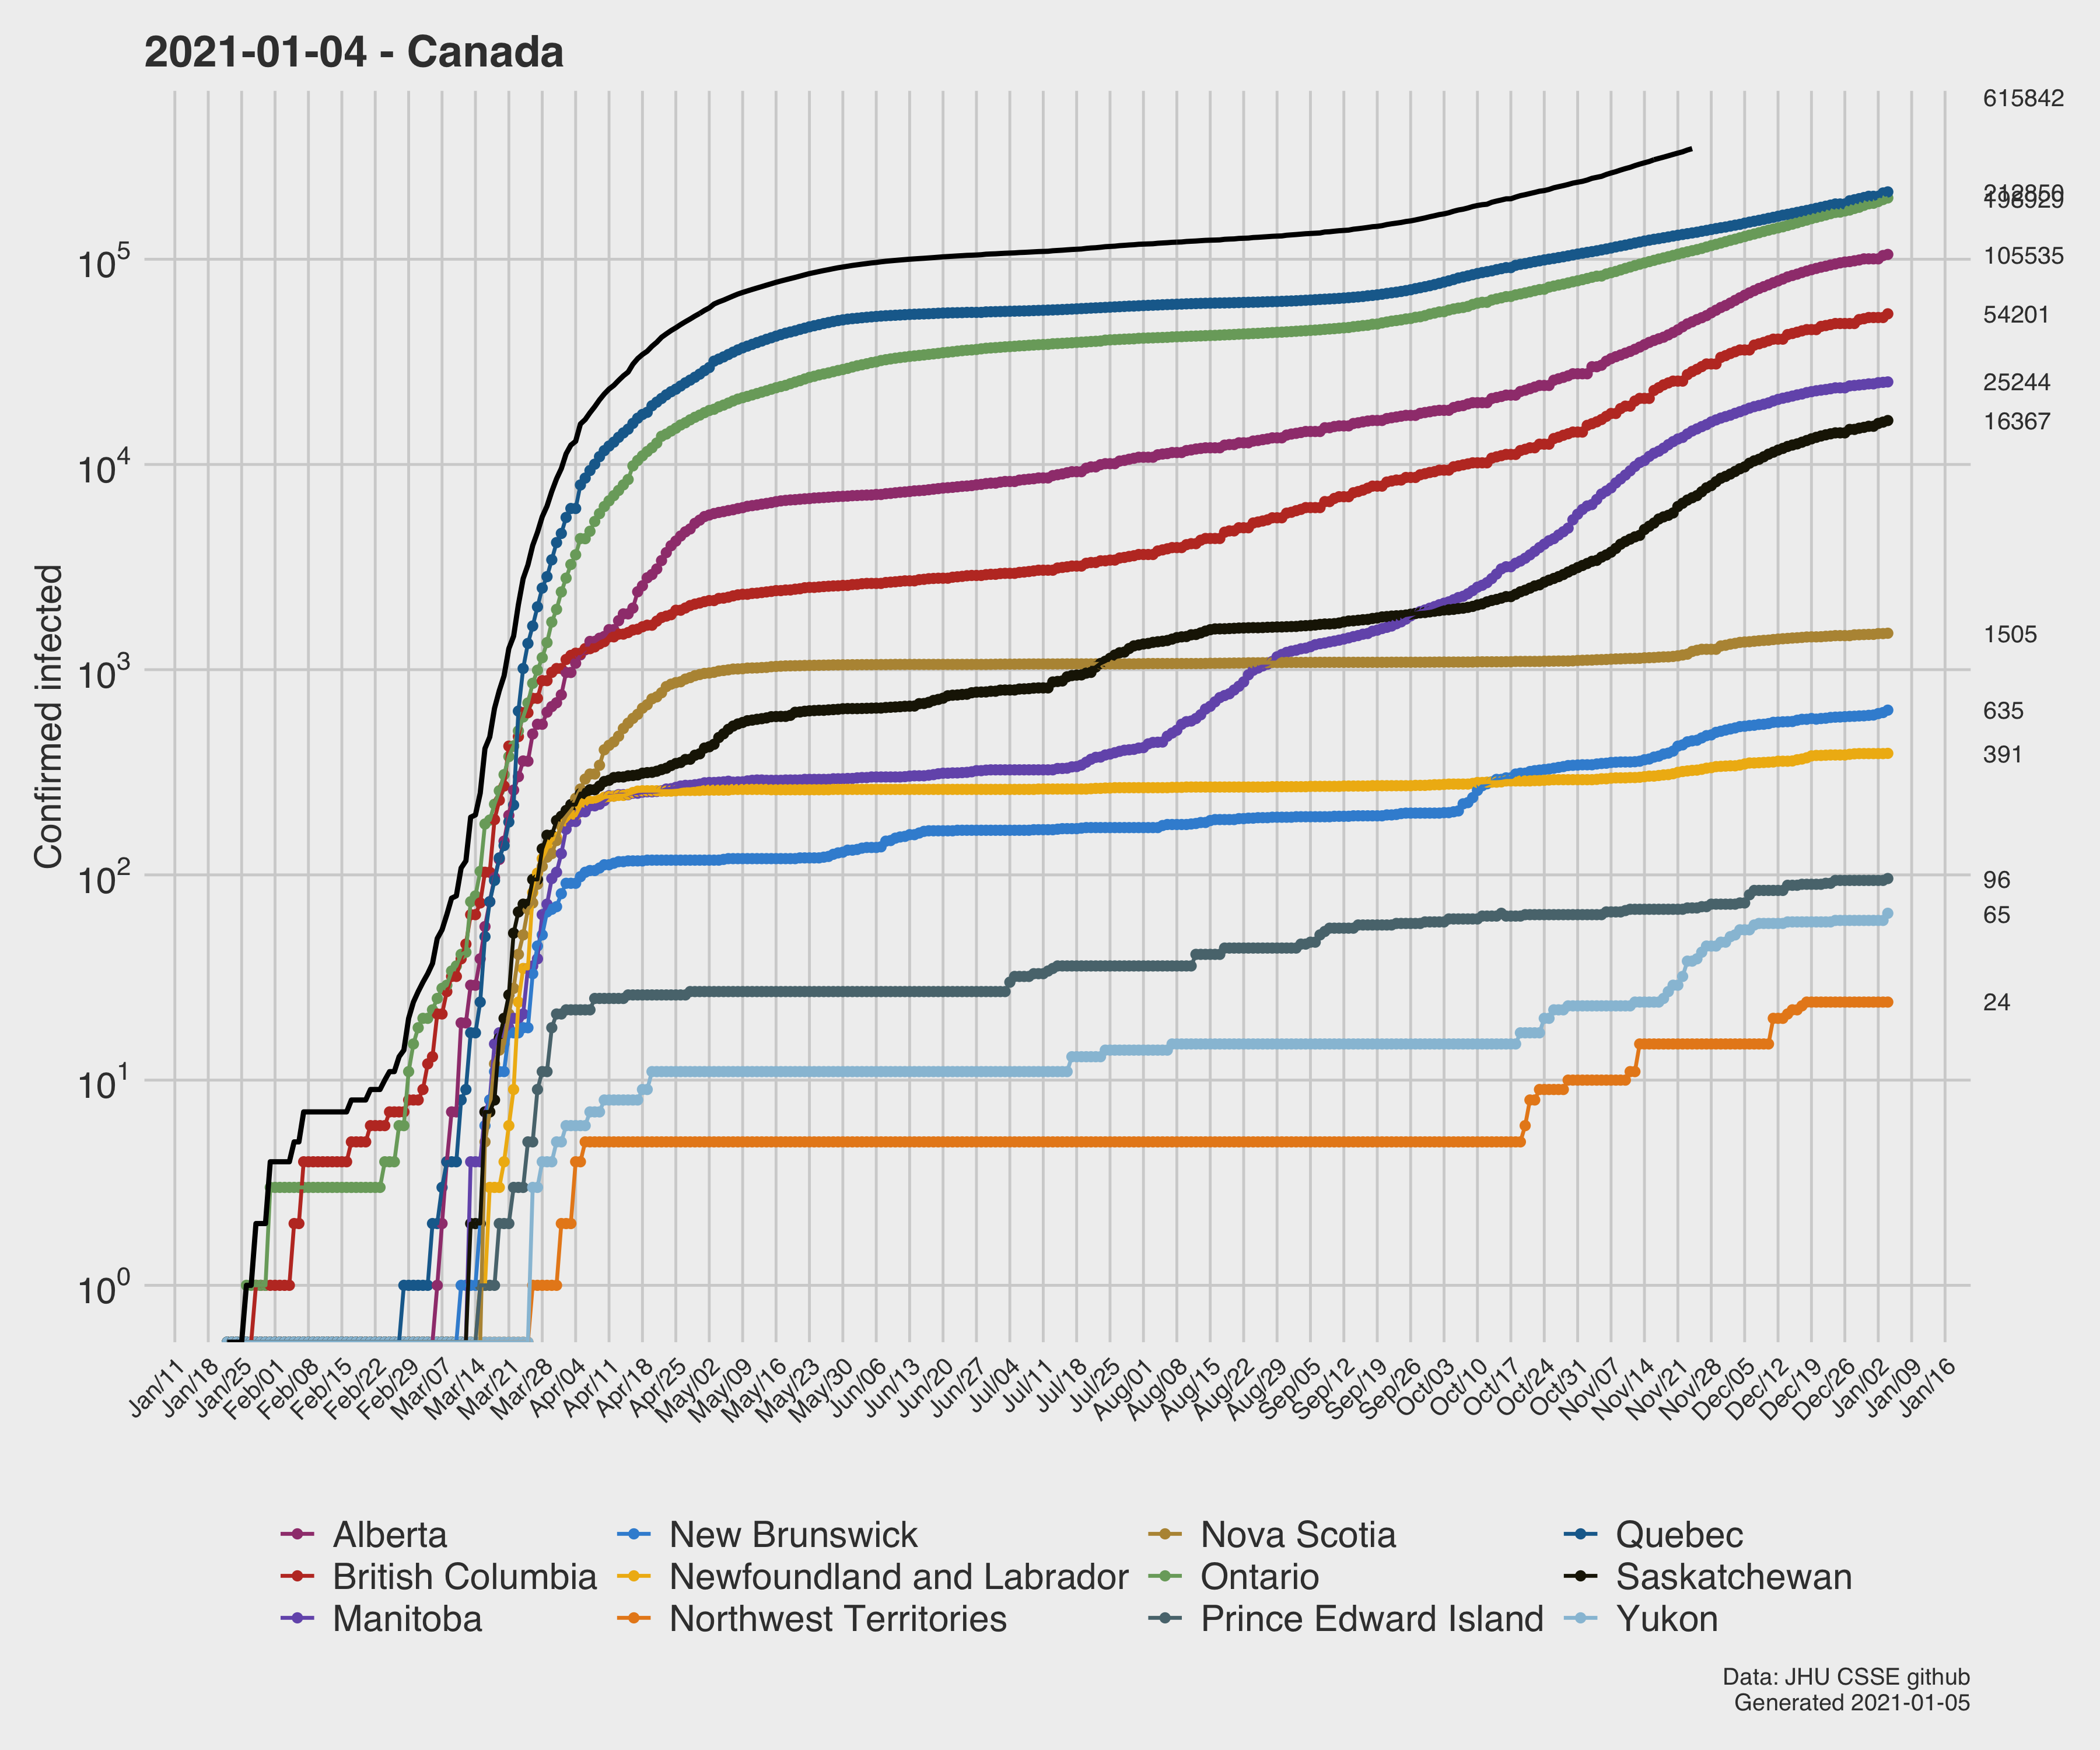 2021-01-04 - Canada
615842
212850
198929
105535
54201
25244
16367
1505
635
391
96
65
24
Confirmed infected
10^5
10^4
10^3
10^2
10^1
10^0
Jan/11 Jan/18 Jan/25 Feb/01 Feb/08 Feb/15 Feb/22 Feb/29 Mar/07 Mar/14 Mar/21 Mar/28 Apr/04 Apr/11 Apr/18 Apr/25 May/02 May/09 May/16 May/23 May/30 Jun/06 Jun/13 Jun/20 Jun/27 Jul/04 Jul/11 Jul/18 Jul/25 Aug/01 Aug/08 Aug/15 Aug/22 Aug/29 Sep/05 Sep/12 Sep/19 Sep/26 Oct/03 Oct/10 Oct/17 Oct/24 Oct/31 Nov/07 Nov/14 Nov/21 Nov/28 Dec/05 Dec/12 Dec/19 Dec/26 Jan/02 Jan/09 Jan/16
Alberta New Brunswick Nova Scotia Quebec
British Columbia Newfoundland and Labrador Ontario Saskatchewan
Manitoba Northwest Territories Prince Edward Island Yukon
Data: JHU CSSE github
Generated 2021-01-05